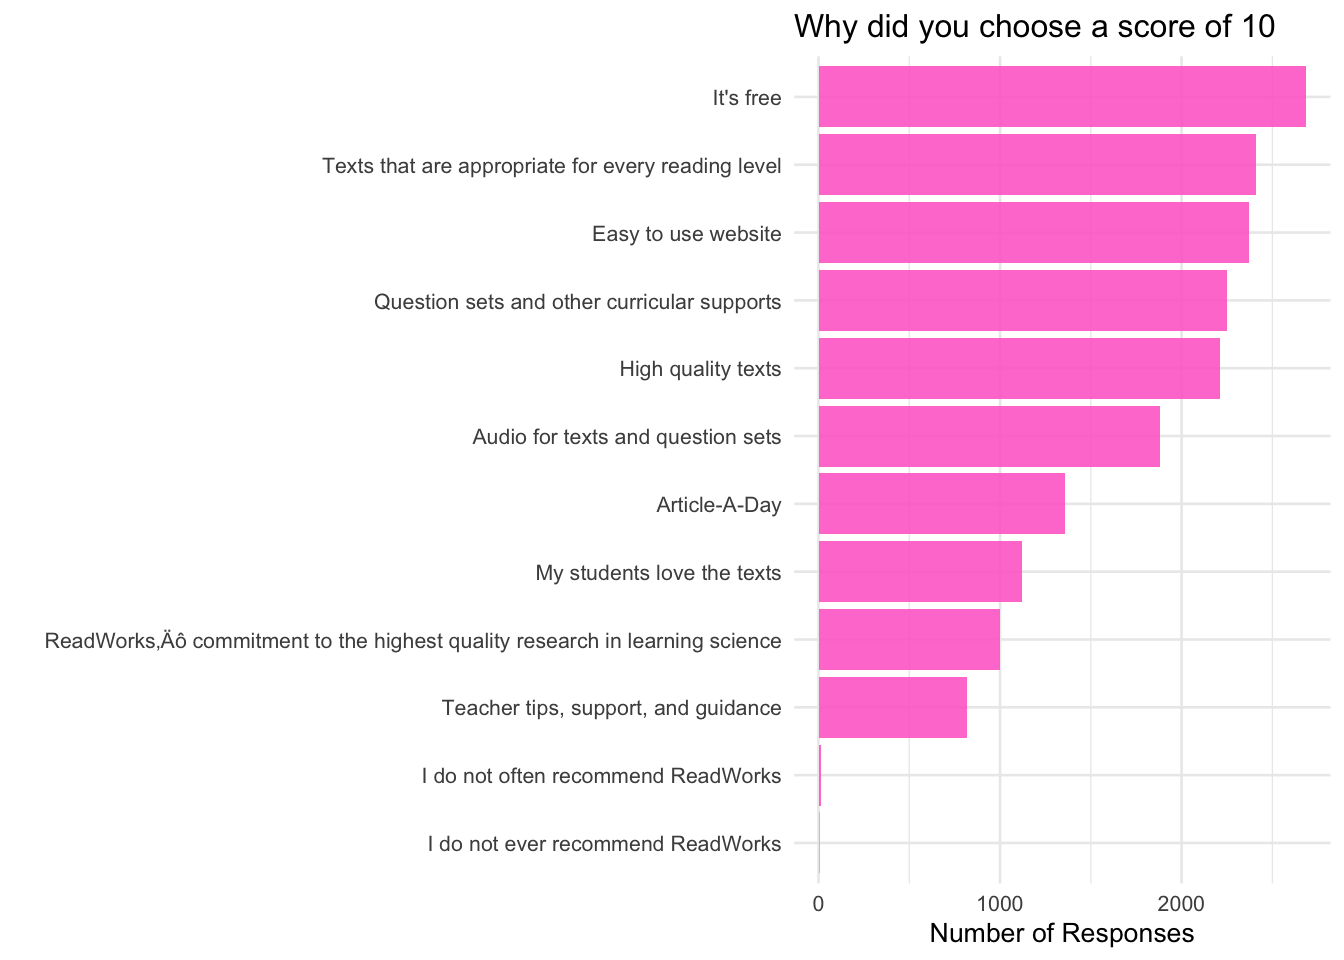 Why did you choose a score of 10
It's free
Texts that are appropriate for every reading level
Easy to use website
Question sets and other curricular supports
High quality texts
Audio for texts and question sets
Article-A-Day
My students love the texts
ReadWorks‚Äô commitment to the highest quality research in learning science
Teacher tips, support, and guidance
I do not often recommend ReadWorks
I do not ever recommend ReadWorks
0 1000 2000
Number of Responses